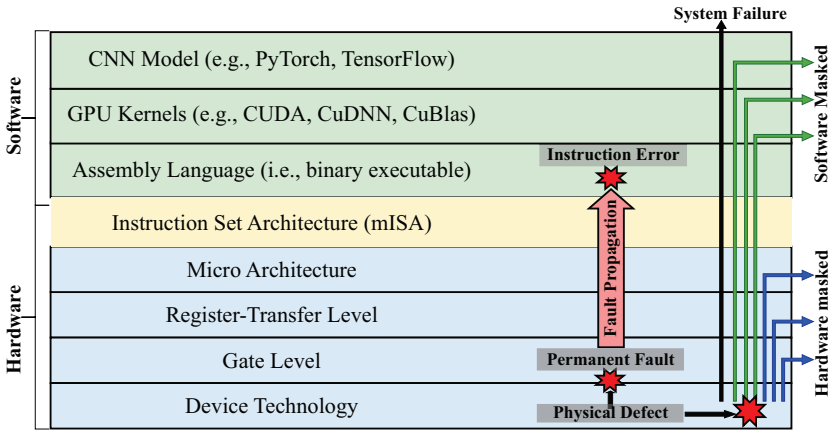 System Failure
CNN Model (e.g., PyTorch, TensorFlow)
GPU Kernels (e.g., CUDA, CuDNN, CuBlas)
Assembly Language (i.e., binary executable)
Instruction Set Architecture (mISA)
Micro Architecture
Register-Transfer Level
Gate Level
Device Technology
Software
Hardware
Instruction Error
Fault Propagation
Permanent Fault
Physical Defect
Software Masked
Hardware masked